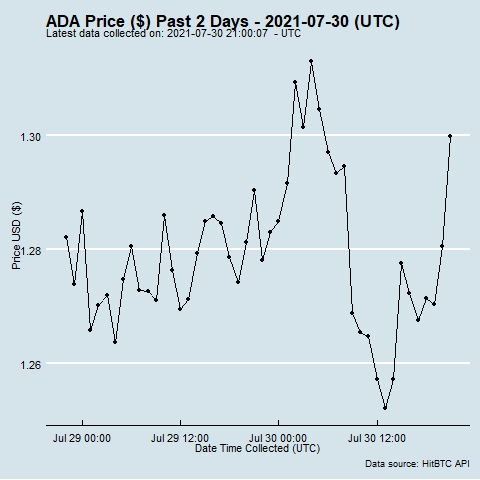 ADA Price ($) Past 2 Days - 2021-07-30 (UTC)
Latest data collected on: 2021-07-30 21:00:07 - UTC
1.30
1.28
1.26
Price USD ($)
Jul 29 00:00 Jul 29 12:00 Jul 30 00:00 Jul 30 12:00
Date Time Collected (UTC)
Data source: HitBTC API